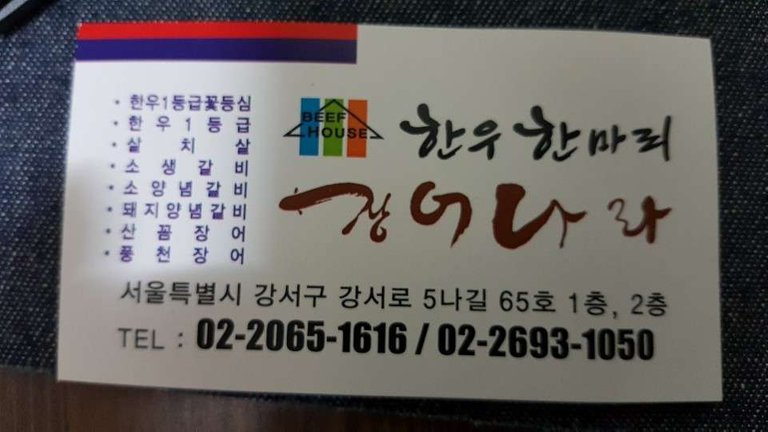 · 한우1등급꽃등심
· 한우1등급
· 살치살
· 소생갈비
· 소양념갈비
· 돼지양념갈비
· 산꼼장어
· 풍천장어
BEEF
HOUSE
한우한마리
장어나라
서울특별시 강서구 강서로 5나길 65호 1층, 2층
TEL : 02-2065-1616 / 02-2693-1050